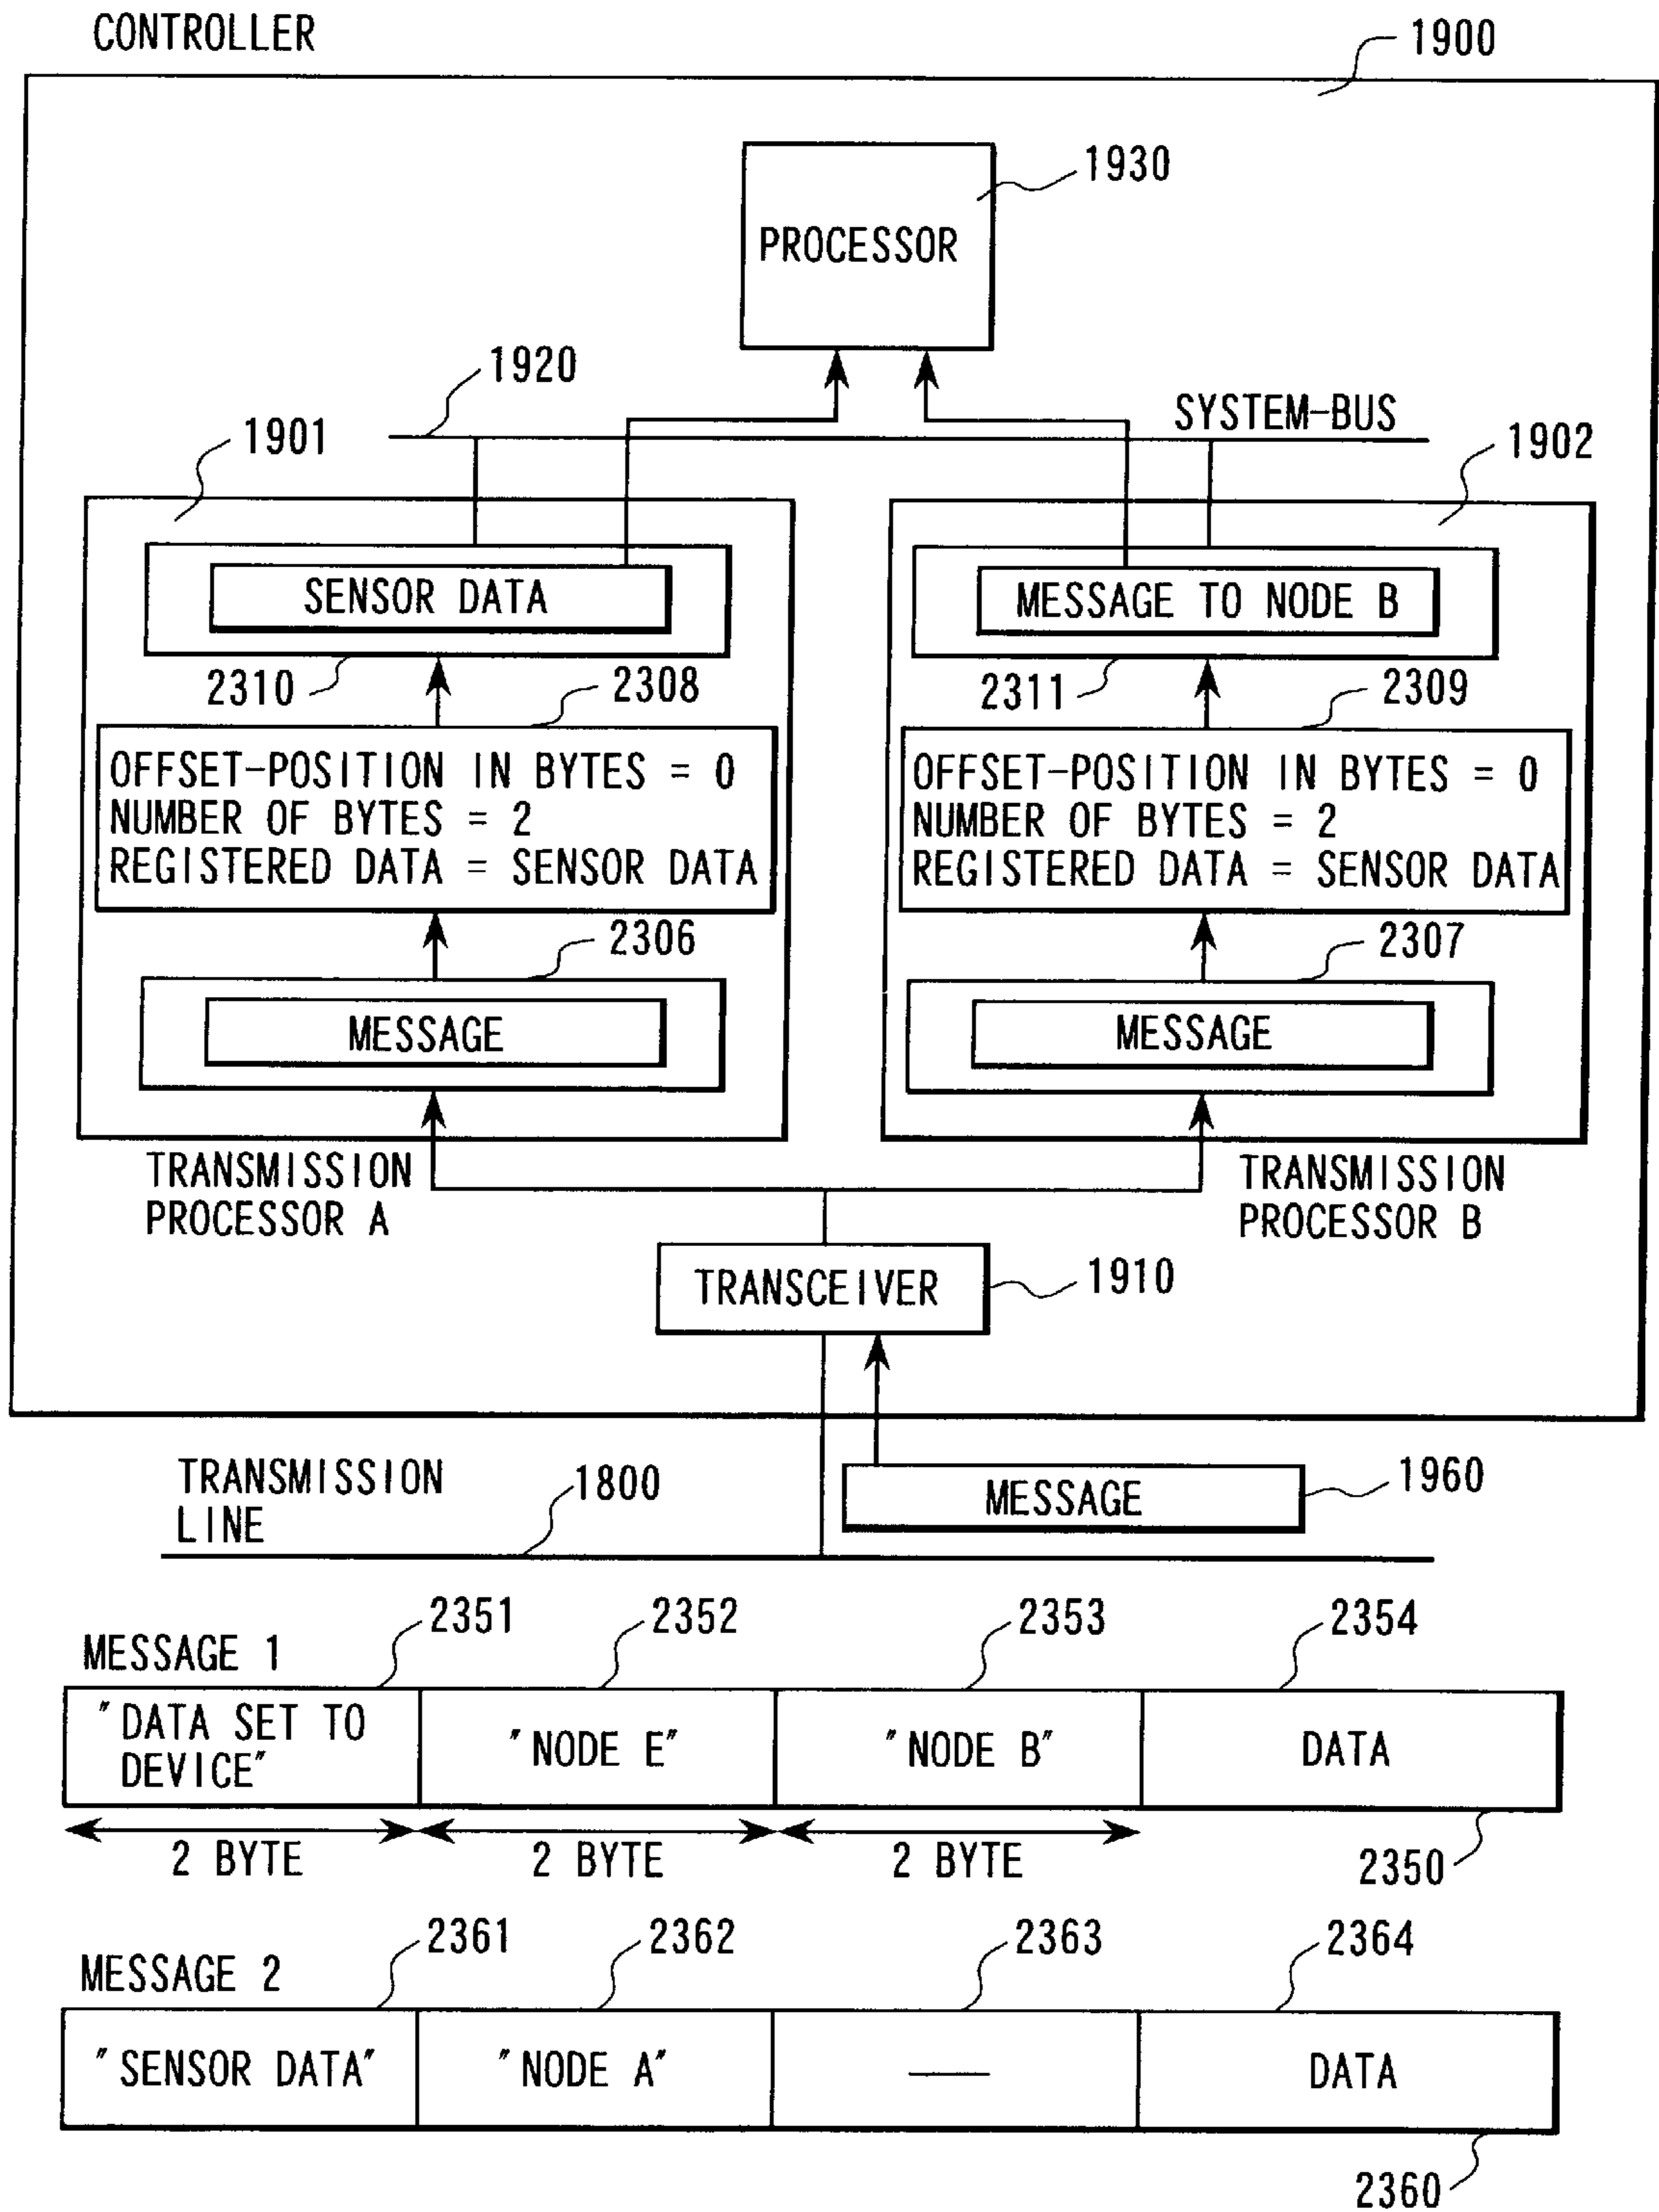 CONTROLLER
1900
1930
PROCESSOR
1920
SYSTEM-BUS
1901
1902
SENSOR DATA
MESSAGE TO NODE B
2310
2308
2311
2309
OFFSET-POSITION IN BYTES = 0
NUMBER OF BYTES = 2
REGISTERED DATA = SENSOR DATA
OFFSET-POSITION IN BYTES = 0
NUMBER OF BYTES = 2
REGISTERED DATA = SENSOR DATA
2306
2307
MESSAGE
MESSAGE
TRANSMISSION
PROCESSOR A
TRANSMISSION
PROCESSOR B
TRANSCEIVER
1910
TRANSMISSION
LINE
1800
MESSAGE
1960
MESSAGE 1
2351
2352
2353
2354
"DATA SET TO
DEVICE"
"NODE E"
"NODE B"
DATA
2 BYTE
2 BYTE
2 BYTE
2350
MESSAGE 2
2361
2362
2363
2364
"SENSOR DATA"
"NODE A"
—
DATA
2360